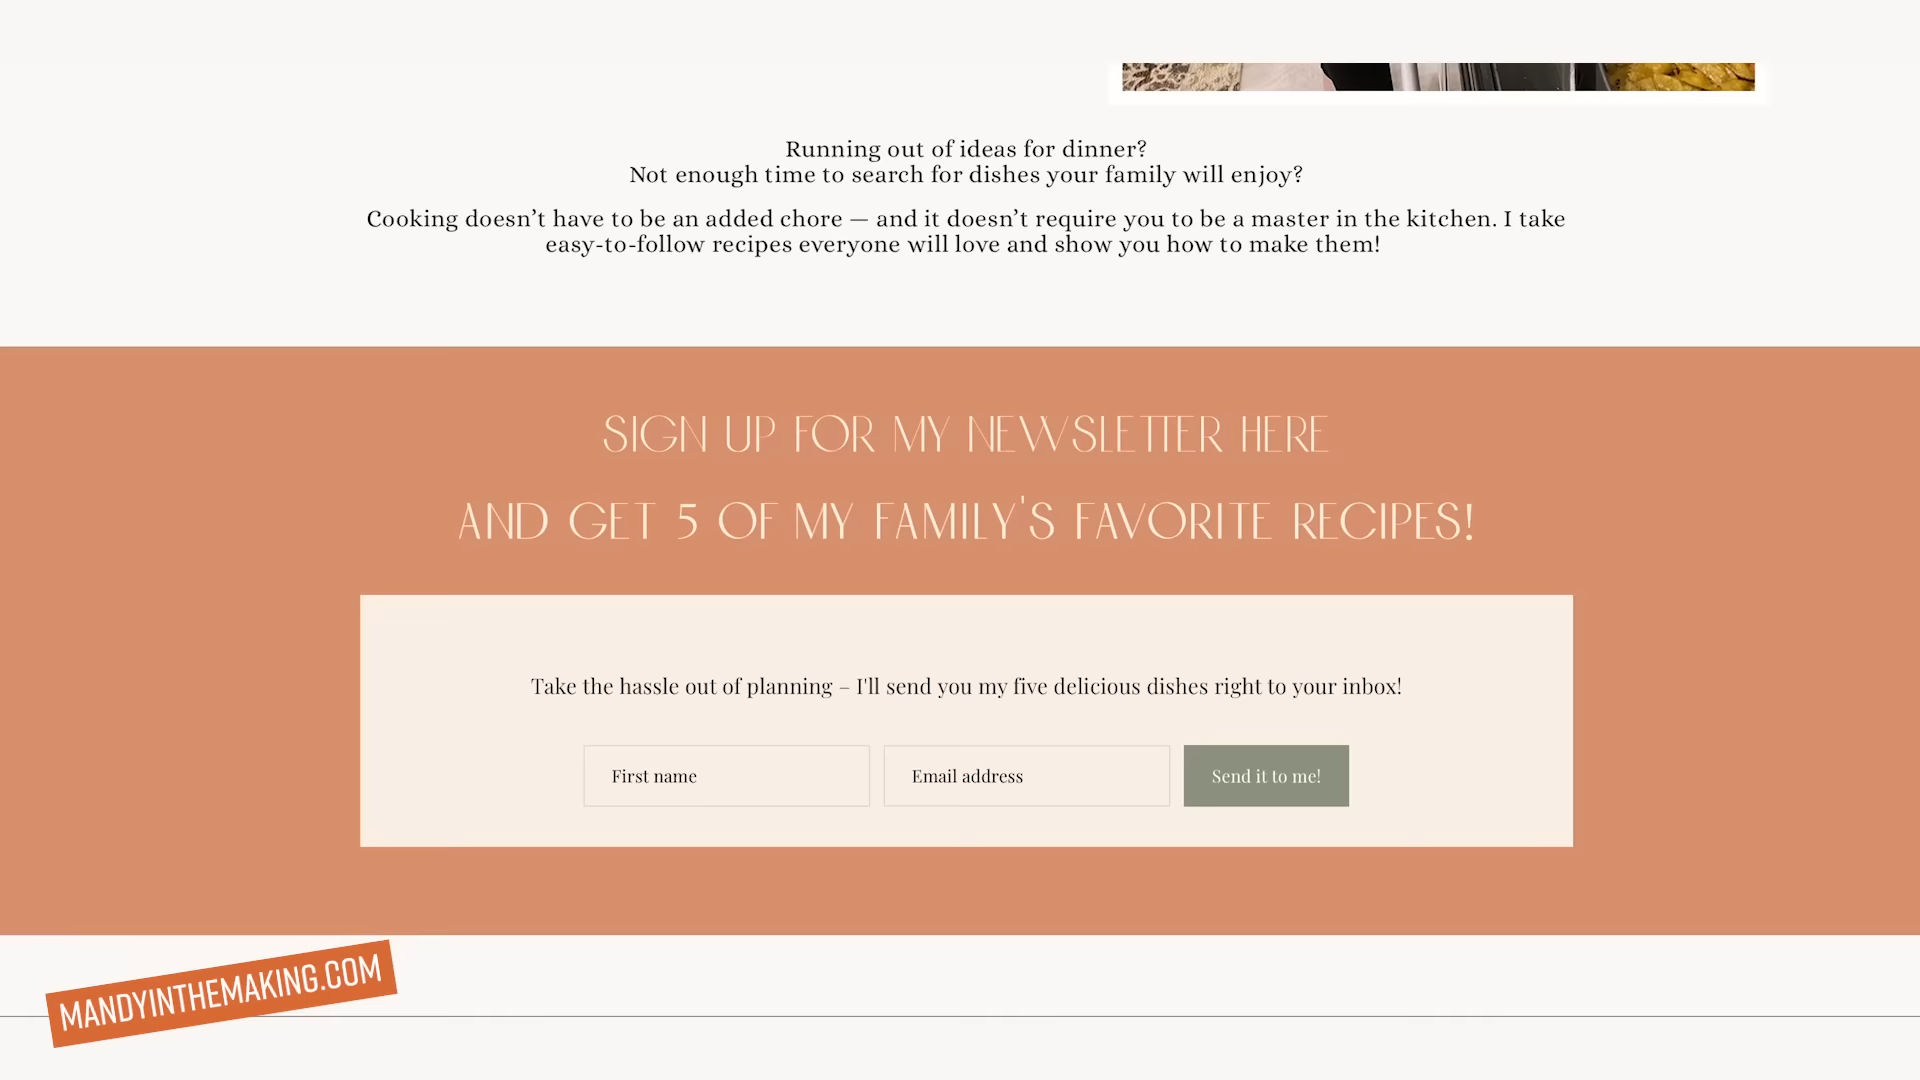 Running out of ideas for dinner?
Not enough time to search for dishes your family will enjoy?
Cooking doesn’t have to be an added chore — and it doesn’t require you to be a master in the kitchen. I take
easy-to-follow recipes everyone will love and show you how to make them!
SIGN UP FOR MY NEWSLETTER HERE
AND GET 5 OF MY FAMILY'S FAVORITE RECIPES!
Take the hassle out of planning – I'll send you my five delicious dishes right to your inbox!
First name
Email address
Send it to me!
MANDYINTHEMAKING.COM